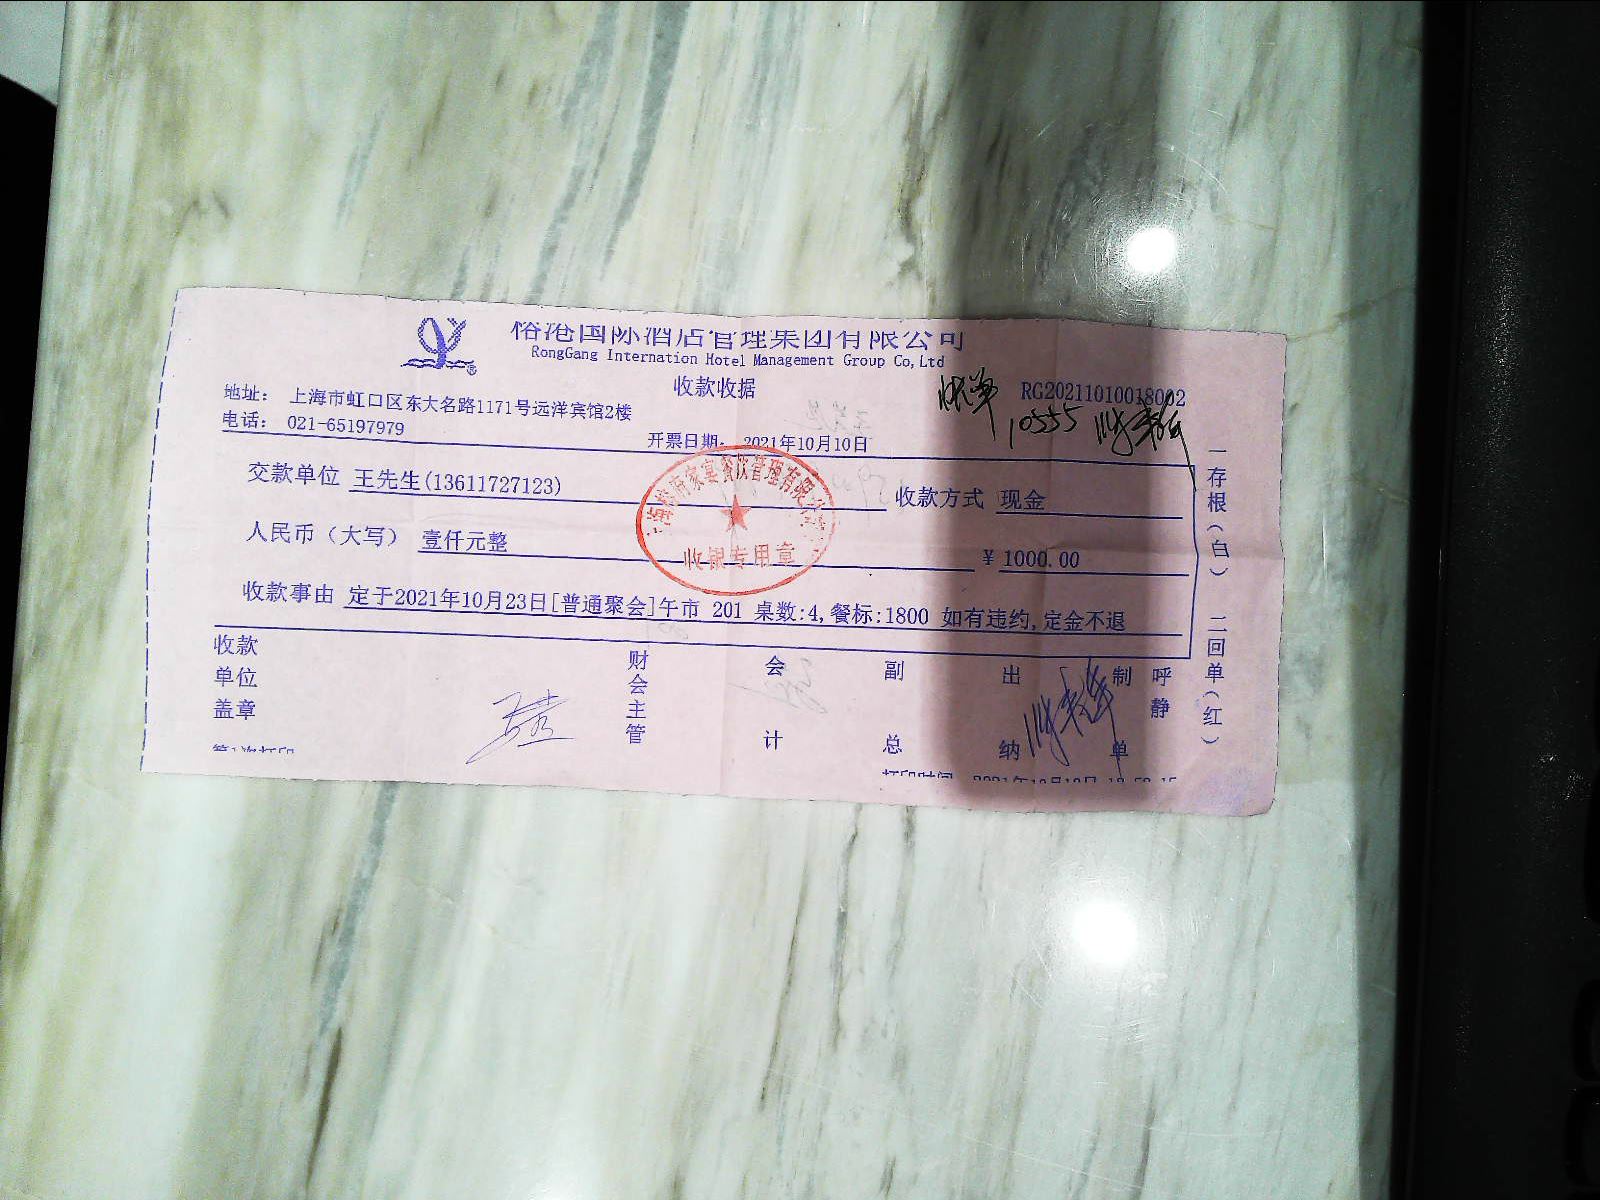 国际酒店管理集团有限公司
RongGang Internation Hotel Management Group Co,Ltd
收款收据
RG20211010018002
10555
地址： 上海市虹口区东大名路1171号远洋宾馆2楼
电话： 021-65197979
开票日期： 2021年10月10日
交款单位 王先生(13611727123)
收款方式 现金
人民币（大写） 壹仟元整
¥ 1000.00
收款事由 定于2021年10月23日[普通聚会]午市 201 桌数:4,餐标:1800 如有违约,定金不退
收银专用章
收款单位盖章
财会主管
会计
副总
出纳
制单
呼静
一存根(白) 二回单(红)